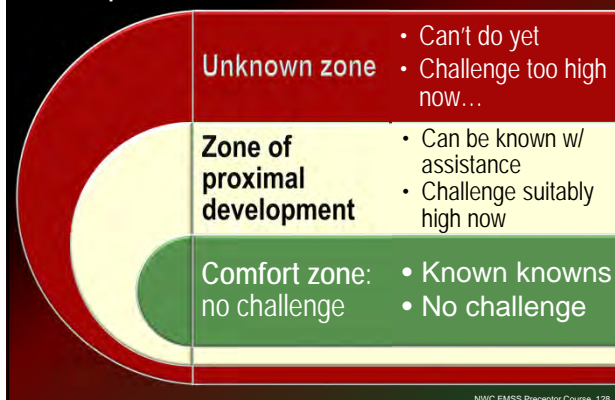 Unknown zone
• Can't do yet
• Challenge too high
now…
Zone of
proximal
development
• Can be known w/
assistance
• Challenge suitably
high now
Comfort zone:
no challenge
• Known knowns
• No challenge
NWC EMSS Preceptor Course 128